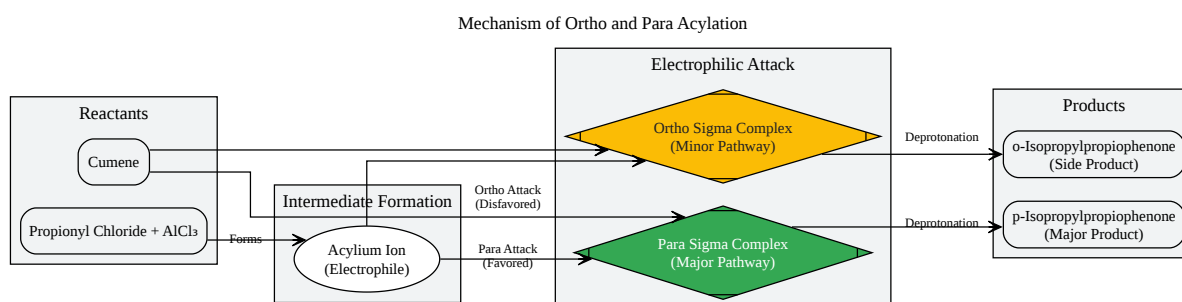 Mechanism of Ortho and Para Acylation
Reactants
Cumene
Propionyl Chloride + AlCl₃
Forms
Intermediate Formation
Acylium Ion
(Electrophile)
Ortho Attack
(Disfavored)
Para Attack
(Favored)
Electrophilic Attack
Ortho Sigma Complex
(Minor Pathway)
Para Sigma Complex
(Major Pathway)
Deprotonation
Deprotonation
Products
o-Isopropylpropiophenone
(Side Product)
p-Isopropylpropiophenone
(Major Product)